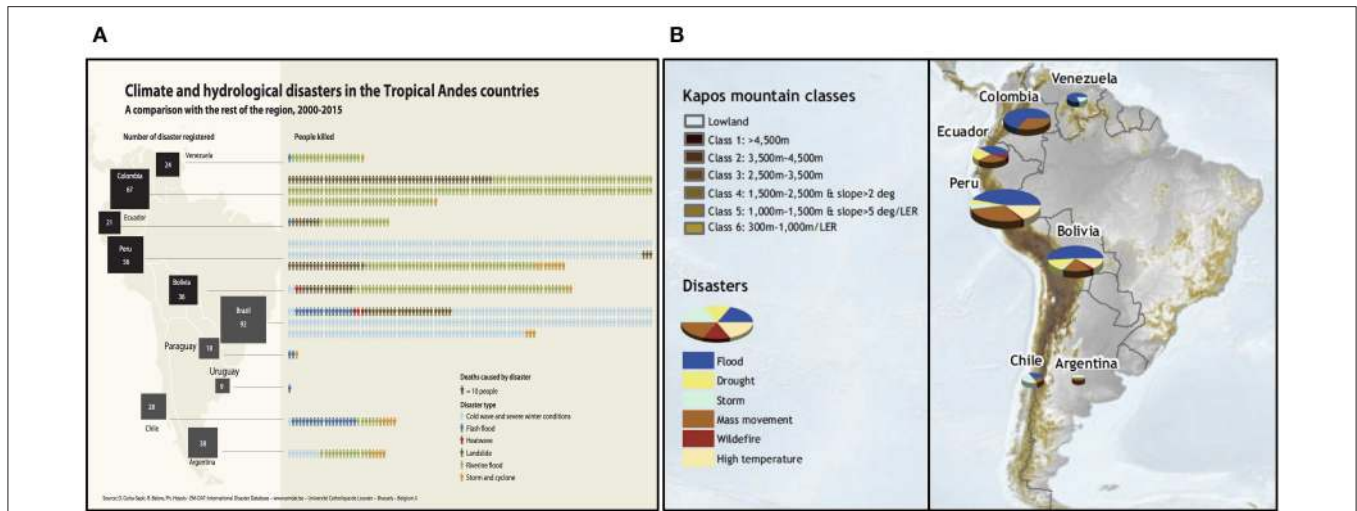 A
Climate and hydrological disasters in the Tropical Andes countries
A comparison with the rest of the region, 2000-2015
Number of disaster registered
People killed
Venezuela
24
Colombia
67
Ecuador
21
Peru
Bolivia
36
Brazil
92
Paraguay
Uruguay
Chile
Argentina
Deaths caused by disaster
= 10 people
Disaster type
Cold wave and severe winter conditions
Flash flood
Heatwave
Landslide
Riverine flood
Storm and cyclone
B
Kapos mountain classes
Lowland
Class 1: >4,500m
Class 2: 3,500m-4,500m
Class 3: 2,500m-3,500m
Class 4: 1,500m-2,500m & slope>2 deg
Class 5: 1,000m-1,500m & slope>5 deg/LER
Class 6: 300m-1,000m/LER
Disasters
Flood
Drought
Storm
Mass movement
Wildefire
High temperature
Venezuela
Colombia
Ecuador
Peru
Bolivia
Chile
Argentina